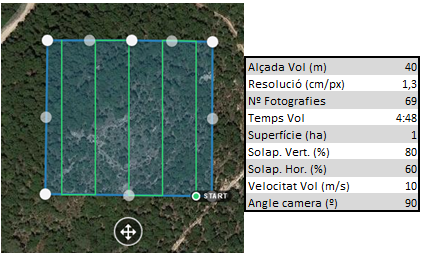 START
Alçada Vol (m) 40
Resolució (cm/px) 1,3
Nº Fotografies 69
Temps Vol 4:48
Superfície (ha) 1
Solap. Vert. (%) 80
Solap. Hor. (%) 60
Velocitat Vol (m/s) 10
Angle camera (º) 90